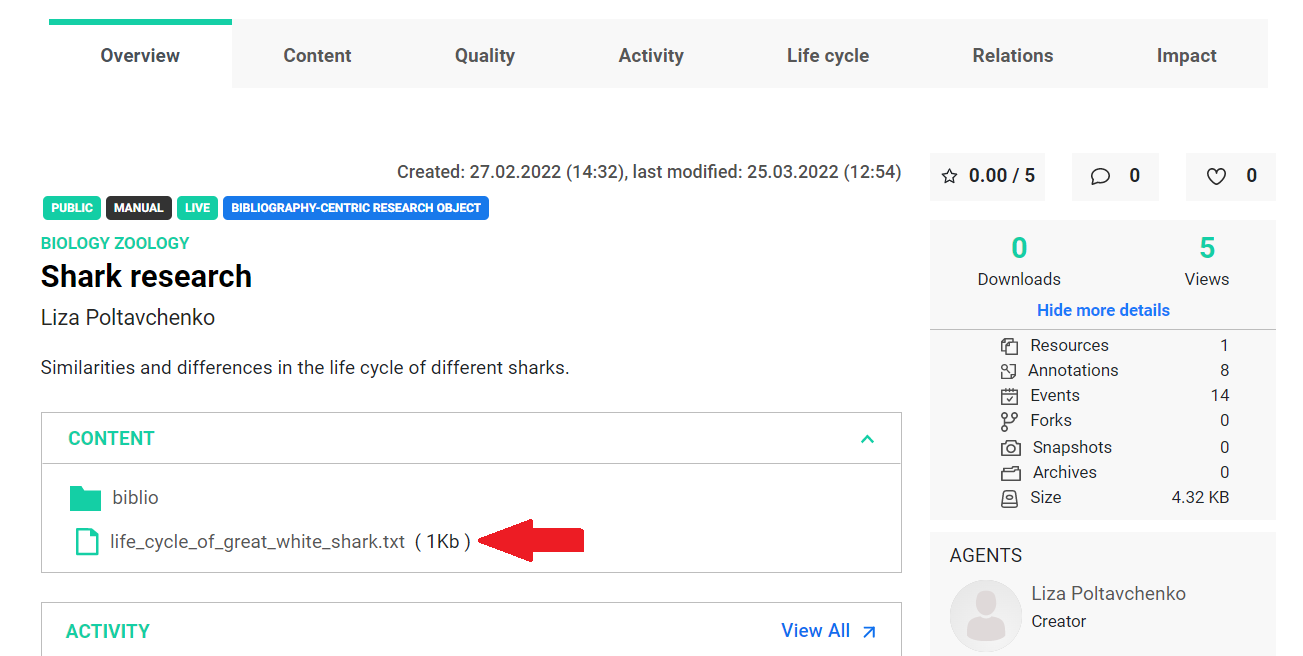 Overview Content Quality Activity Life cycle Relations Impact
Created: 27.02.2022 (14:32), last modified: 25.03.2022 (12:54)
0.00 / 5 0 0
PUBLIC MANUAL LIVE BIBLIOGRAPHY-CENTRIC RESEARCH OBJECT
BIOLOGY ZOOLOGY
Shark research
Liza Poltavchenko
Similarities and differences in the life cycle of different sharks.
CONTENT
biblio
life_cycle_of_great_white_shark.txt ( 1Kb )
ACTIVITY View All
0 5
Downloads Views
Hide more details
Resources 1
Annotations 8
Events 14
Forks 0
Snapshots 0
Archives 0
Size 4.32 KB
AGENTS
Liza Poltavchenko
Creator